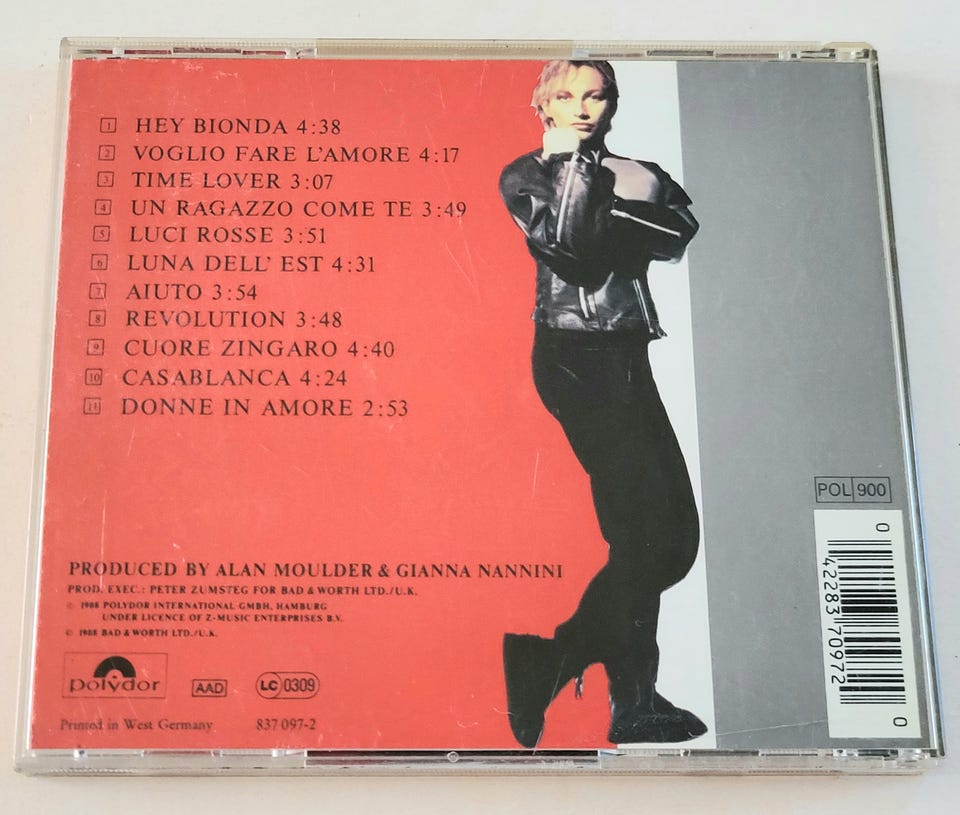 1 HEY BIONDA 4:38
2 VOGLIO FARE L'AMORE 4:17
3 TIME LOVER 3:07
4 UN RAGAZZO COME TE 3:49
5 LUCI ROSSE 3:51
6 LUNA DELL' EST 4:31
7 AIUTO 3:54
8 REVOLUTION 3:48
9 CUORE ZINGARO 4:40
10 CASABLANCA 4:24
11 DONNE IN AMORE 2:53
POL 900
0 42283 70972 0
PRODUCED BY ALAN MOULDER & GIANNA NANNINI
PROD. EXEC.: PETER ZUMSTEG FOR BAD & WORTH LTD./U.K.
℗ 1988 POLYDOR INTERNATIONAL GMBH, HAMBURG
UNDER LICENCE OF Z-MUSIC ENTERPRISES B.V.
© 1988 BAD & WORTH LTD./U.K.
polydor AAD LC 0309
Printed in West Germany 837 097-2